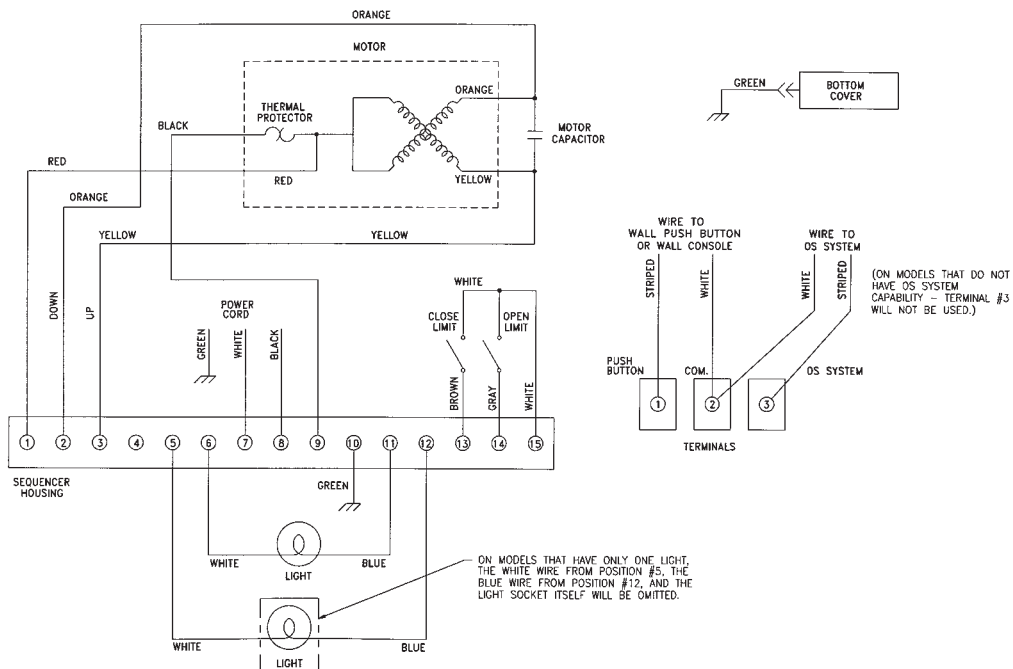 ORANGE
MOTOR
ORANGE
THERMAL
PROTECTOR
BLACK
MOTOR
CAPACITOR
RED
RED
YELLOW
ORANGE
YELLOW
YELLOW
GREEN
BOTTOM
COVER
WIRE TO
WALL PUSH BUTTON
OR WALL CONSOLE
WIRE TO
OS SYSTEM
STRIPED
WHITE
WHITE
STRIPED
(ON MODELS THAT DO NOT
HAVE OS SYSTEM
CAPABILITY – TERMINAL #3
WILL NOT BE USED.)
PUSH
BUTTON
COM.
OS SYSTEM
1
2
3
TERMINALS
DOWN
UP
POWER
CORD
GREEN
WHITE
BLACK
WHITE
CLOSE
LIMIT
OPEN
LIMIT
BROWN
GRAY
WHITE
1 2 3 4 5 6 7 8 9 10 11 12 13 14 15
SEQUENCER
HOUSING
GREEN
WHITE
BLUE
LIGHT
ON MODELS THAT HAVE ONLY ONE LIGHT,
THE WHITE WIRE FROM POSITION #5, THE
BLUE WIRE FROM POSITION #12, AND THE
LIGHT SOCKET ITSELF WILL BE OMITTED.
WHITE
BLUE
LIGHT